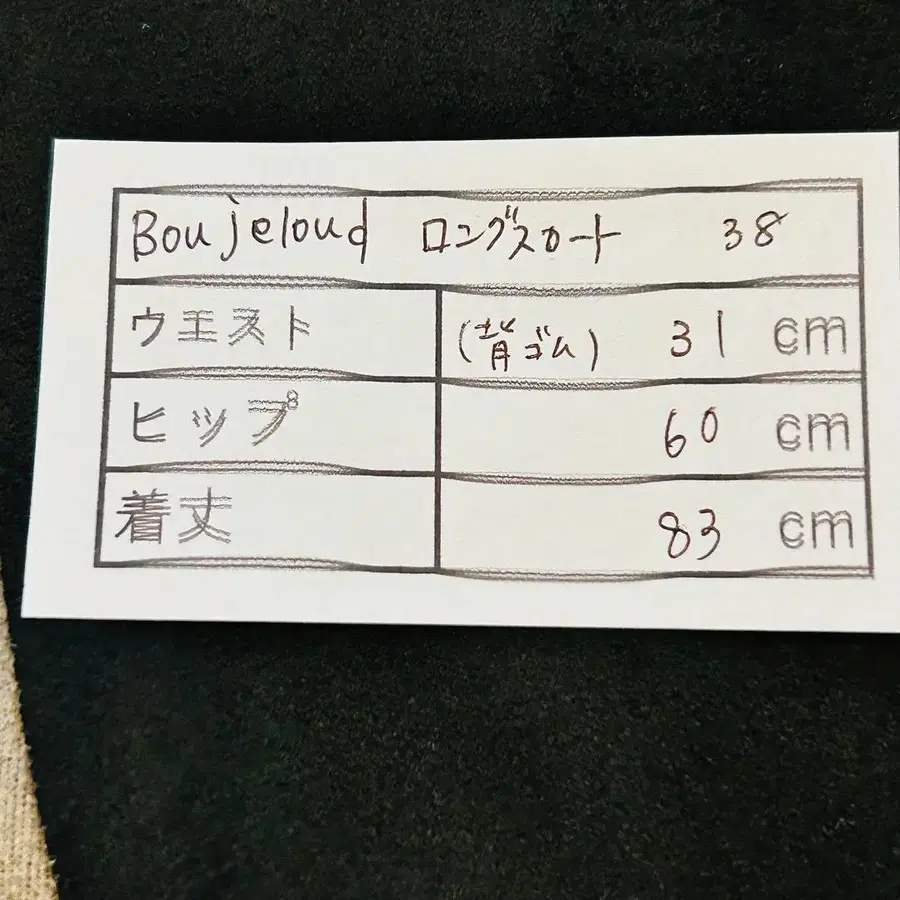 Boujeloud ロングスカート 38
ウエスト (背ゴム) 31 cm
ヒップ 60 cm
着丈 83 cm